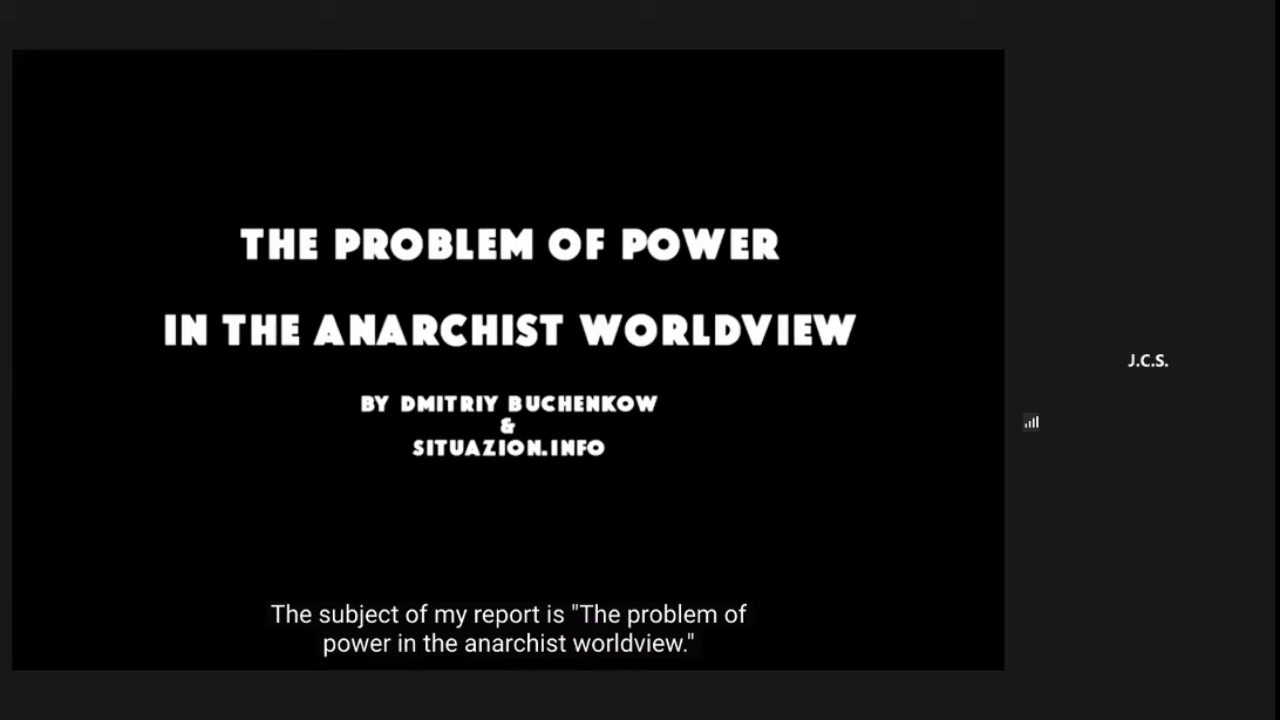 THE PROBLEM OF POWER
IN THE ANARCHIST WORLDVIEW
BY DMITRIY BUCHENKOW
&
SITUAZION.INFO
The subject of my report is "The problem of
power in the anarchist worldview."
J.C.S.